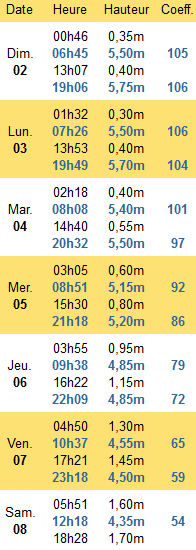 Date Heure Hauteur Coeff.
00h46 0,35m
Dim. 06h45 5,50m 105
02 13h07 0,40m
19h06 5,75m 106
01h32 0,30m
Lun. 07h26 5,50m 106
03 13h53 0,40m
19h49 5,70m 104
02h18 0,40m
Mar. 08h08 5,40m 101
04 14h40 0,55m
20h32 5,50m 97
03h05 0,60m
Mer. 08h51 5,15m 92
05 15h30 0,80m
21h18 5,20m 86
03h55 0,95m
Jeu. 09h38 4,85m 79
06 16h22 1,15m
22h09 4,85m 72
04h50 1,30m
Ven. 10h37 4,55m 65
07 17h21 1,45m
23h18 4,50m 59
05h51 1,60m
Sam. 12h18 4,35m 54
08 18h28 1,70m